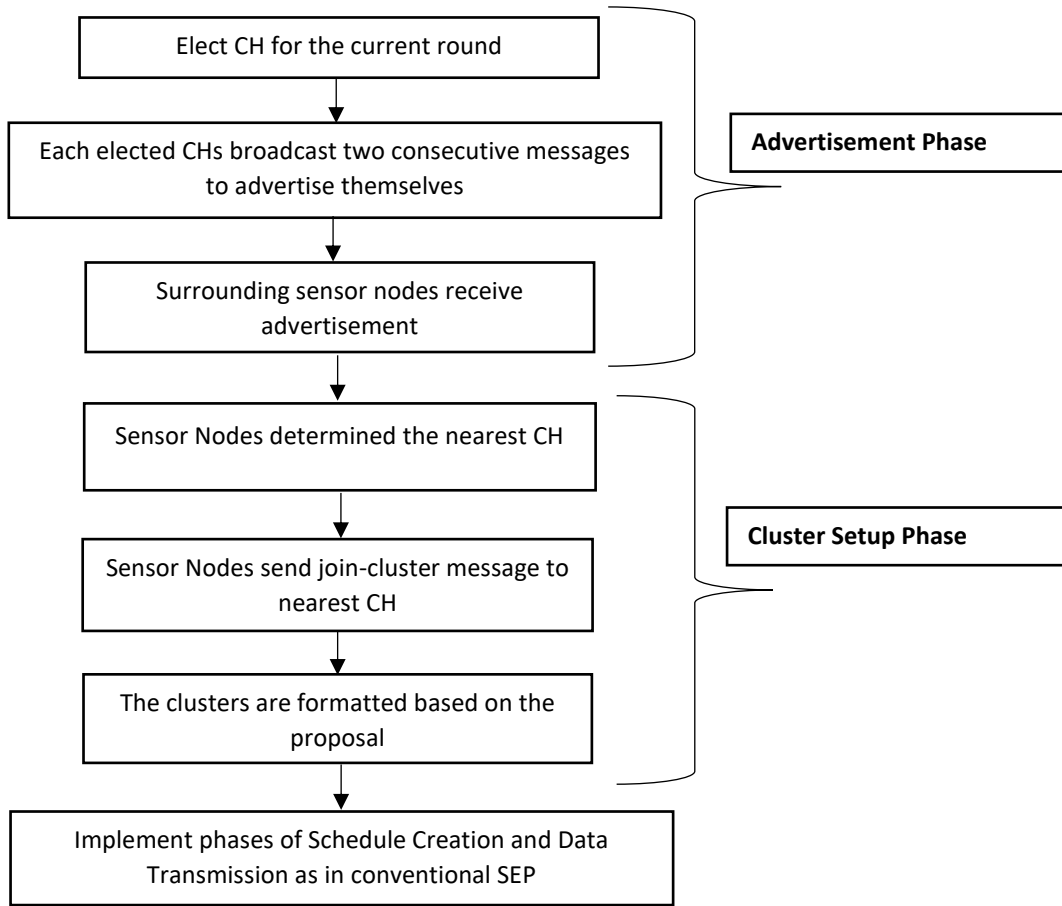 Elect CH for the current round
Each elected CHs broadcast two consecutive messages
to advertise themselves
Advertisement Phase
Surrounding sensor nodes receive
advertisement
Sensor Nodes determined the nearest CH
Sensor Nodes send join-cluster message to
nearest CH
Cluster Setup Phase
The clusters are formatted based on the
proposal
Implement phases of Schedule Creation and Data
Transmission as in conventional SEP